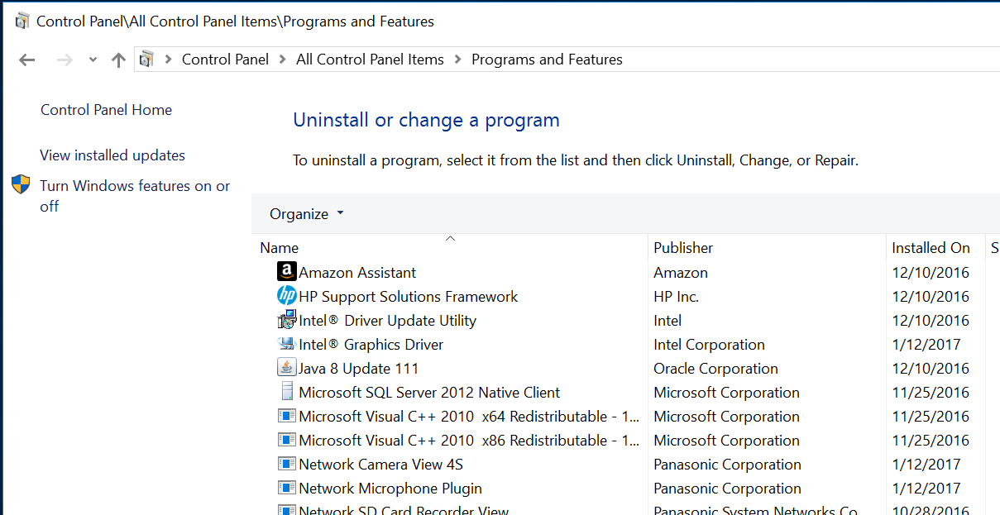 Control Panel\All Control Panel Items\Programs and Features
Control Panel > All Control Panel Items > Programs and Features
Control Panel Home
View installed updates
Turn Windows features on or
off
Uninstall or change a program
To uninstall a program, select it from the list and then click Uninstall, Change, or Repair.
Organize
Name Publisher Installed On S
Amazon Assistant Amazon 12/10/2016
HP Support Solutions Framework HP Inc. 12/10/2016
Intel® Driver Update Utility Intel 12/10/2016
Intel® Graphics Driver Intel Corporation 1/12/2017
Java 8 Update 111 Oracle Corporation 12/10/2016
Microsoft SQL Server 2012 Native Client Microsoft Corporation 11/25/2016
Microsoft Visual C++ 2010 x64 Redistributable - 1... Microsoft Corporation 11/25/2016
Microsoft Visual C++ 2010 x86 Redistributable - 1... Microsoft Corporation 11/25/2016
Network Camera View 4S Panasonic Corporation 1/12/2017
Network Microphone Plugin Panasonic Corporation 1/12/2017
Network SD Card Recorder View Panasonic System Networks Co... 10/28/2016